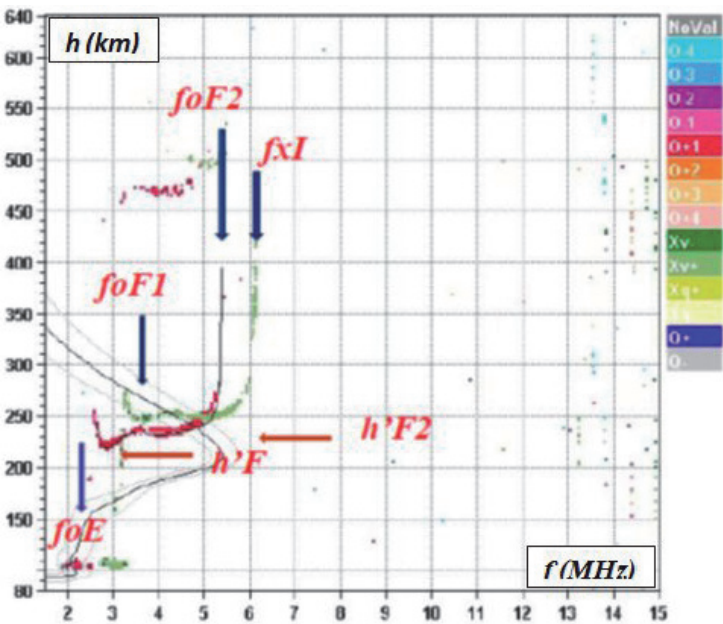 640
600
550
500
450
400
350
300
250
200
150
80
h (km)
foF2
fxI
foF1
h'F2
h'F
foE
f (MHz)
2 3 4 5 6 7 8 9 10 11 12 13 14 15
NoVal
O-4
O-3
O-2
O-1
O+1
O+2
O+3
O+4
Xv-
Xv+
O+
O-